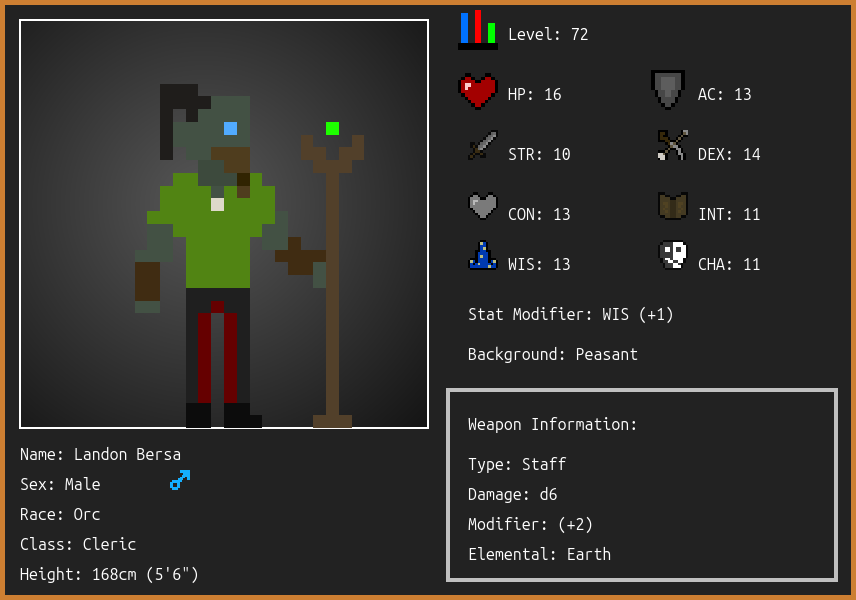 Level: 72
HP: 16
AC: 13
STR: 10
DEX: 14
CON: 13
INT: 11
WIS: 13
CHA: 11
Stat Modifier: WIS (+1)
Background: Peasant
Weapon Information:
Type: Staff
Damage: d6
Modifier: (+2)
Elemental: Earth
Name: Landon Bersa
Sex: Male
Race: Orc
Class: Cleric
Height: 168cm (5'6")